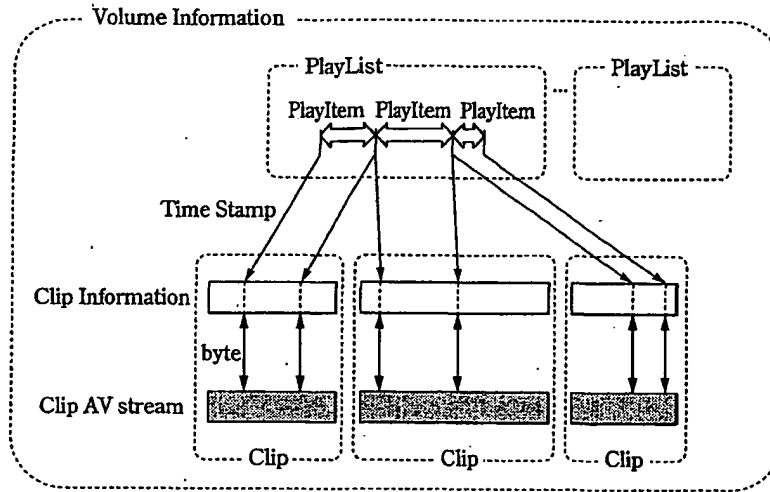 Volume Information
PlayList
PlayList
...
PlayItem PlayItem PlayItem
Time Stamp
Clip Information
byte
Clip AV stream
Clip
Clip
Clip